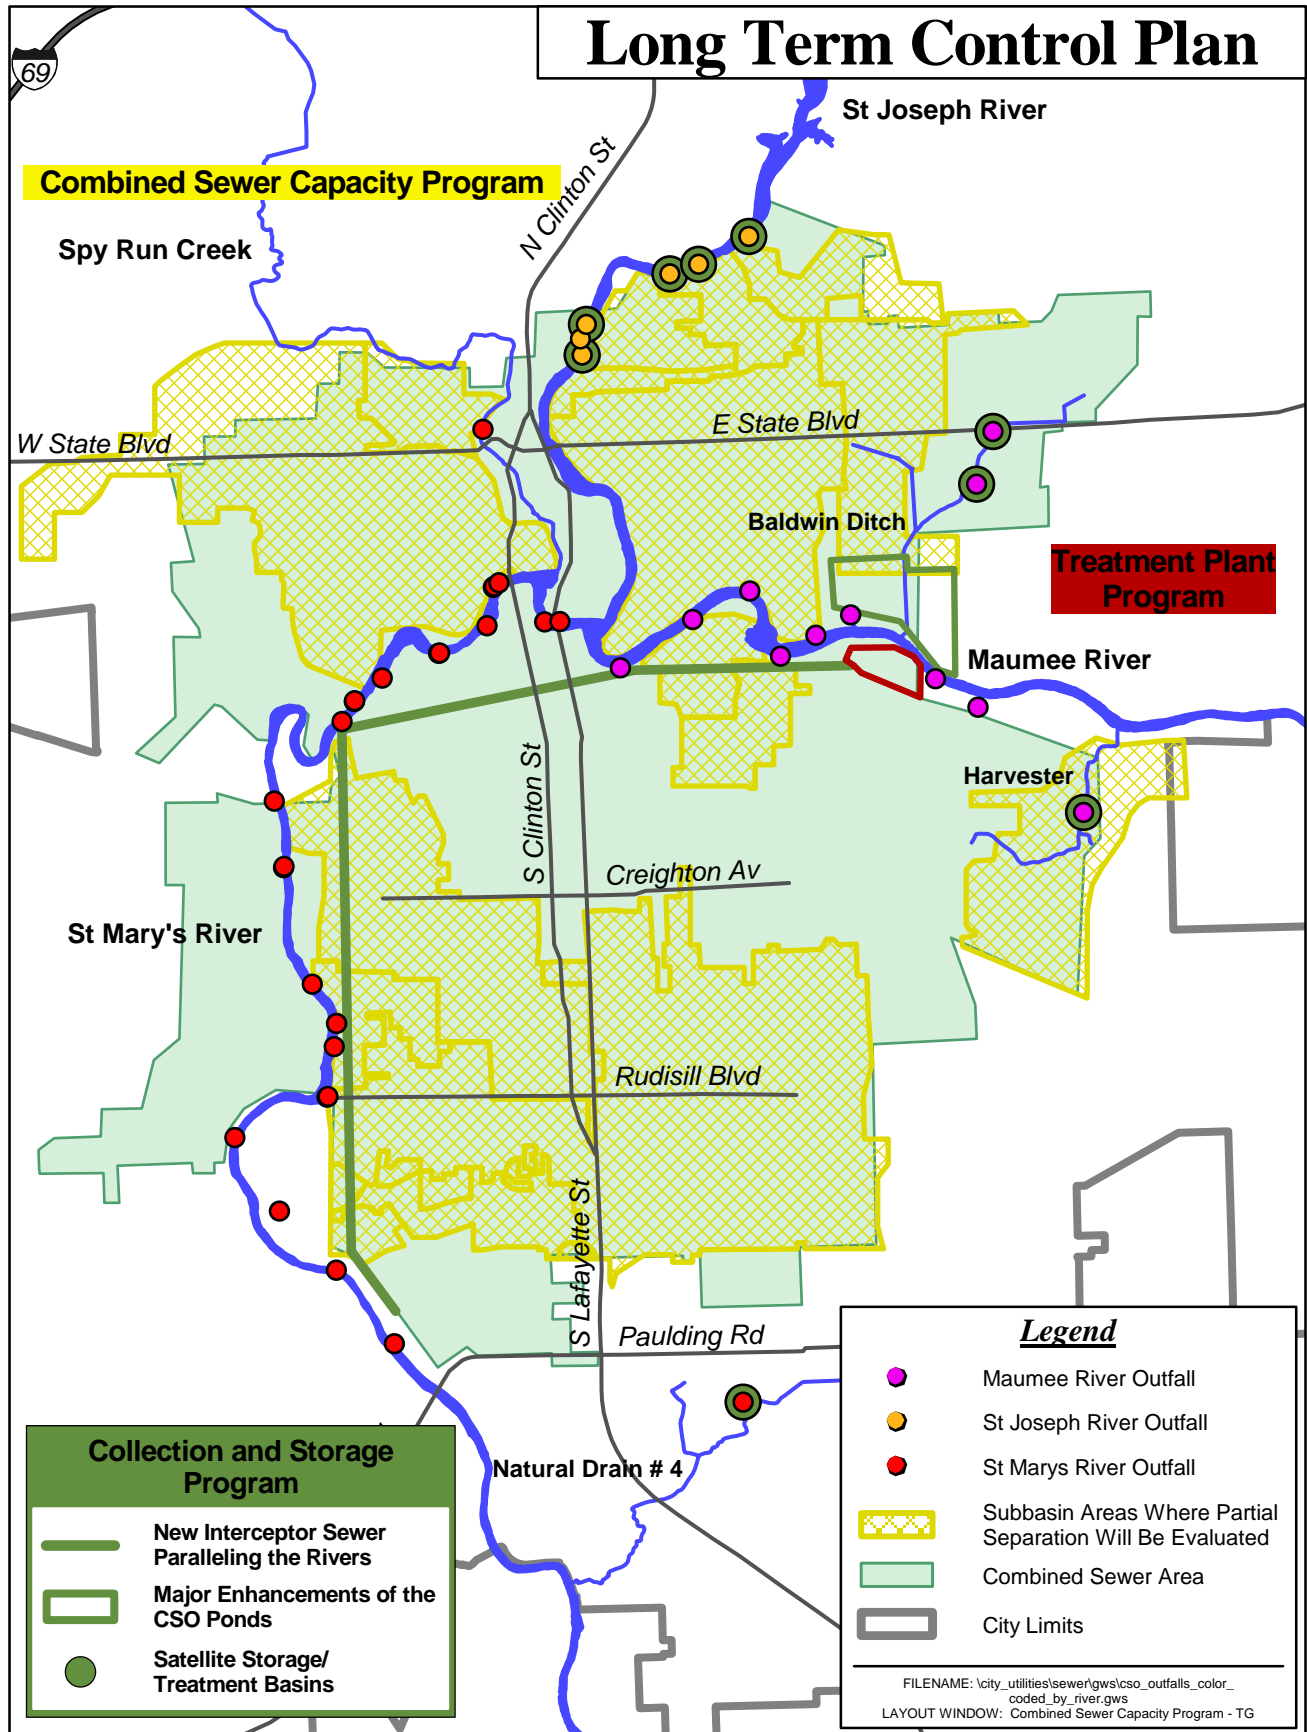 Long Term Control Plan
69
St Joseph River
N Clinton St
Combined Sewer Capacity Program
Spy Run Creek
E State Blvd
W State Blvd
Baldwin Ditch
Treatment Plant
Program
Maumee River
S Clinton St
Harvester
Creighton Av
St Mary's River
Rudisill Blvd
S Lafayette St
Paulding Rd
Natural Drain # 4
Collection and Storage
Program
New Interceptor Sewer
Paralleling the Rivers
Major Enhancements of the
CSO Ponds
Satellite Storage/
Treatment Basins
Legend
Maumee River Outfall
St Joseph River Outfall
St Marys River Outfall
Subbasin Areas Where Partial
Separation Will Be Evaluated
Combined Sewer Area
City Limits
FILENAME: \city_utilities\sewer\gws\cso_outfalls_color_
coded_by_river.gws
LAYOUT WINDOW: Combined Sewer Capacity Program - TG